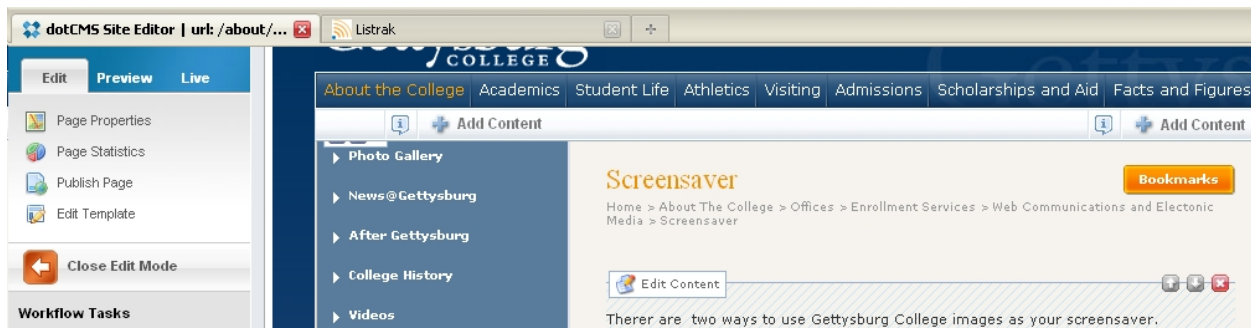 dotCMS Site Editor | url: /about/...
Listrak
Edit Preview Live
Page Properties
Page Statistics
Publish Page
Edit Template
Close Edit Mode
Workflow Tasks
COLLEGE
About the College Academics Student Life Athletics Visiting Admissions Scholarships and Aid Facts and Figures
Add Content Add Content
Photo Gallery
News@Gettysburg
After Gettysburg
College History
Videos
Screensaver
Bookmarks
Home > About The College > Offices > Enrollment Services > Web Communications and Electonic
Media > Screensaver
Edit Content
Therer are two ways to use Gettysburg College images as your screensaver.